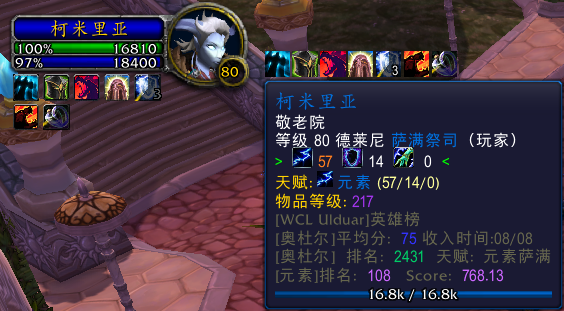 柯米里亚
100% 16810
97% 18400
80
3
3
柯米里亚
敬老院
等级 80 德莱尼 萨满祭司（玩家）
> 57 14 0 <
天赋: 元素 (57/14/0)
物品等级: 217
[WCL Ulduar]英雄榜
[奥杜尔]平均分: 75 收入时间:08/08
[奥杜尔] 排名: 2431 天赋: 元素萨满
[元素]排名: 108 Score: 768.13
16.8k / 16.8k